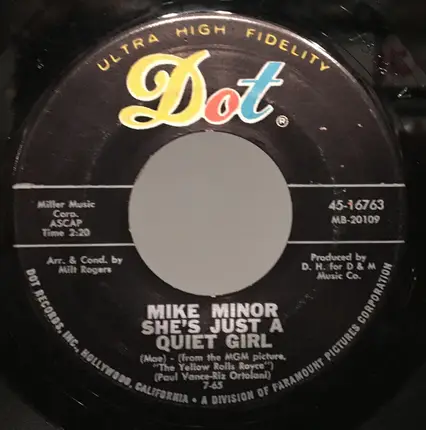 ULTRA HIGH FIDELITY
Dot®
Miller Music
Corp.
ASCAP
Time 2:20
45-16763
MB-20109
Arr. & Cond. by
Milt Rogers
Produced by
D. H. for D & M
Music Co.
MIKE MINOR
SHE'S JUST A
QUIET GIRL
(Mae) - (from the MGM picture,
"The Yellow Rolls Royce")
(Paul Vance-Riz Ortolani)
7-65
DOT RECORDS, INC., HOLLYWOOD, CALIFORNIA • A DIVISION OF PARAMOUNT PICTURES CORPORATION